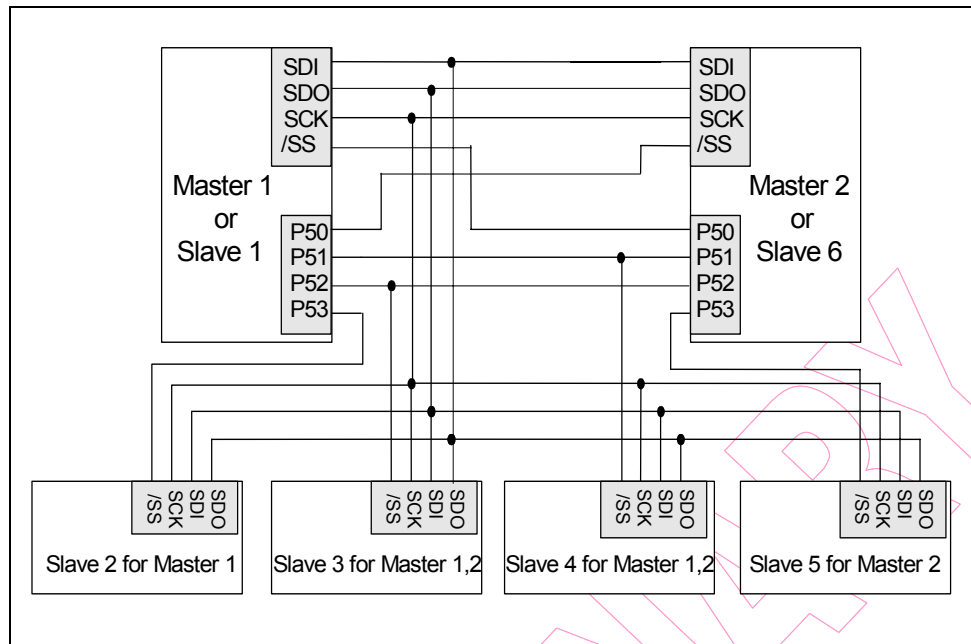 SDI
SDO
SCK
/SS
Master 1
or
Slave 1
P50
P51
P52
P53
SDI
SDO
SCK
/SS
Master 2
or
Slave 6
P50
P51
P52
P53
/SS
SCK
SDI
SDO
Slave 2 for Master 1
/SS
SCK
SDI
SDO
Slave 3 for Master 1,2
/SS
SCK
SDI
SDO
Slave 4 for Master 1,2
/SS
SCK
SDI
SDO
Slave 5 for Master 2